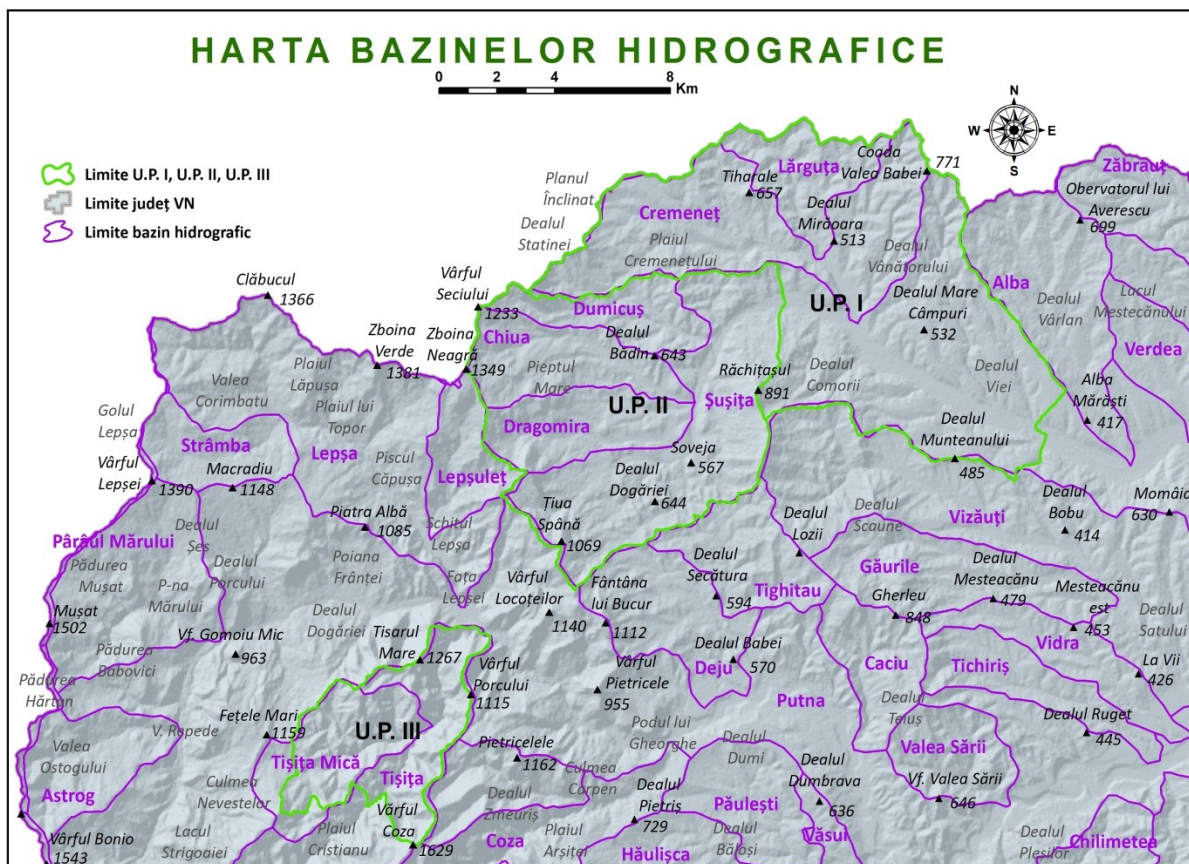 HARTA BAZINELOR HIDROGRAFICE
0 2 4 8
Km
N
W E
S
Limite U.P. I, U.P. II, U.P. III
Limite județ VN
Limite bazin hidrografic
Coada
Valea Babei
771
Lărguța
Zăbrauț
Tiharale
657
Planul
Înclinat
Obervatorul lui
Averescu
699
Cremeneț
Dealul
Mirăoara
513
Dealul
Statinei
Plaiul
Cremenețului
Dealul
Vânătorului
Clăbucul
1366
Vârful
Seciului
1233
Alba
Dealul
Vârlan
Lacul
Mestecănului
Dumicuș
U.P. I
Dealul Mare
Câmpuri
532
Zboina
Verde
1381
Zboina
Neagră
1349
Chiua
Dealul
Bădin
643
Verdea
Plaiul
Lăpușa
Valea
Corimbatu
Pieptul
Mare
Răchițașul
891
Dealul
Comorii
Dealul
Viei
Alba
Mărăști
417
Plaiul lui
Topor
U.P. II
Șușița
Golul
Lepșa
Dragomira
Strâmba
Lepșa
Dealul
Munteanului
485
Vârful
Lepșei
1390
Macradiu
1148
Piscul
Căpușa
Lepșuleț
Soveja
567
Dealul
Dogăriei
644
Momâia
630
Piatra Albă
1085
Schitul
Lepșa
Țiua
Spână
1069
Dealul
Lozii
Dealul
Scaune
Vizăuți
Dealul
Bobu
414
Pârâul Mărului
Dealul
Șes
Pădurea
Mușat
P-na
Mărului
Dealul
Porcului
Poiana
Frânței
Fața
Lepsei
Vârful
Locoțeilor
1140
Fântâna
lui Bucur
1112
Dealul
Secătura
594
Tighitau
Găurile
Gherleu
848
Dealul
Mesteacănu
479
Mesteacănu
est
453
Dealul
Satului
Mușat
1502
Vf. Gomoiu Mic
963
Dealul
Dogăriei
Tisarul
Mare
1267
Vidra
Pădurea
Babovici
Dealul Babei
570
Deju
Caciu
Tichiriș
La Vii
426
Pădurea
Hărțan
Vârful
Porcului
1115
Vârful
Pietricele
955
Putna
Fețele Mari
1159
U.P. III
Dealul
Teiuș
Dealul Ruget
445
V. Repede
Valea
Ostogului
Pietricelele
1162
Podul lui
Gheorghe
Dealul
Dumi
Valea Sării
Tișița Mică
Tișița
Culmea
Carpen
Vf. Valea Sării
646
Astrog
Culmea
Nevestelor
Dealul
Zmeuriș
Dealul
Pietriș
729
Păulești
Dealul
Dumbrava
636
Vârful
Coza
1629
Văsui
Vârful Bonio
1543
Lacul
Strigoaiei
Plaiul
Cristianu
Coza
Plaiul
Arșiței
Hăulișca
Dealul
Băloși
Dealul
Pleșilor
Chilimetea